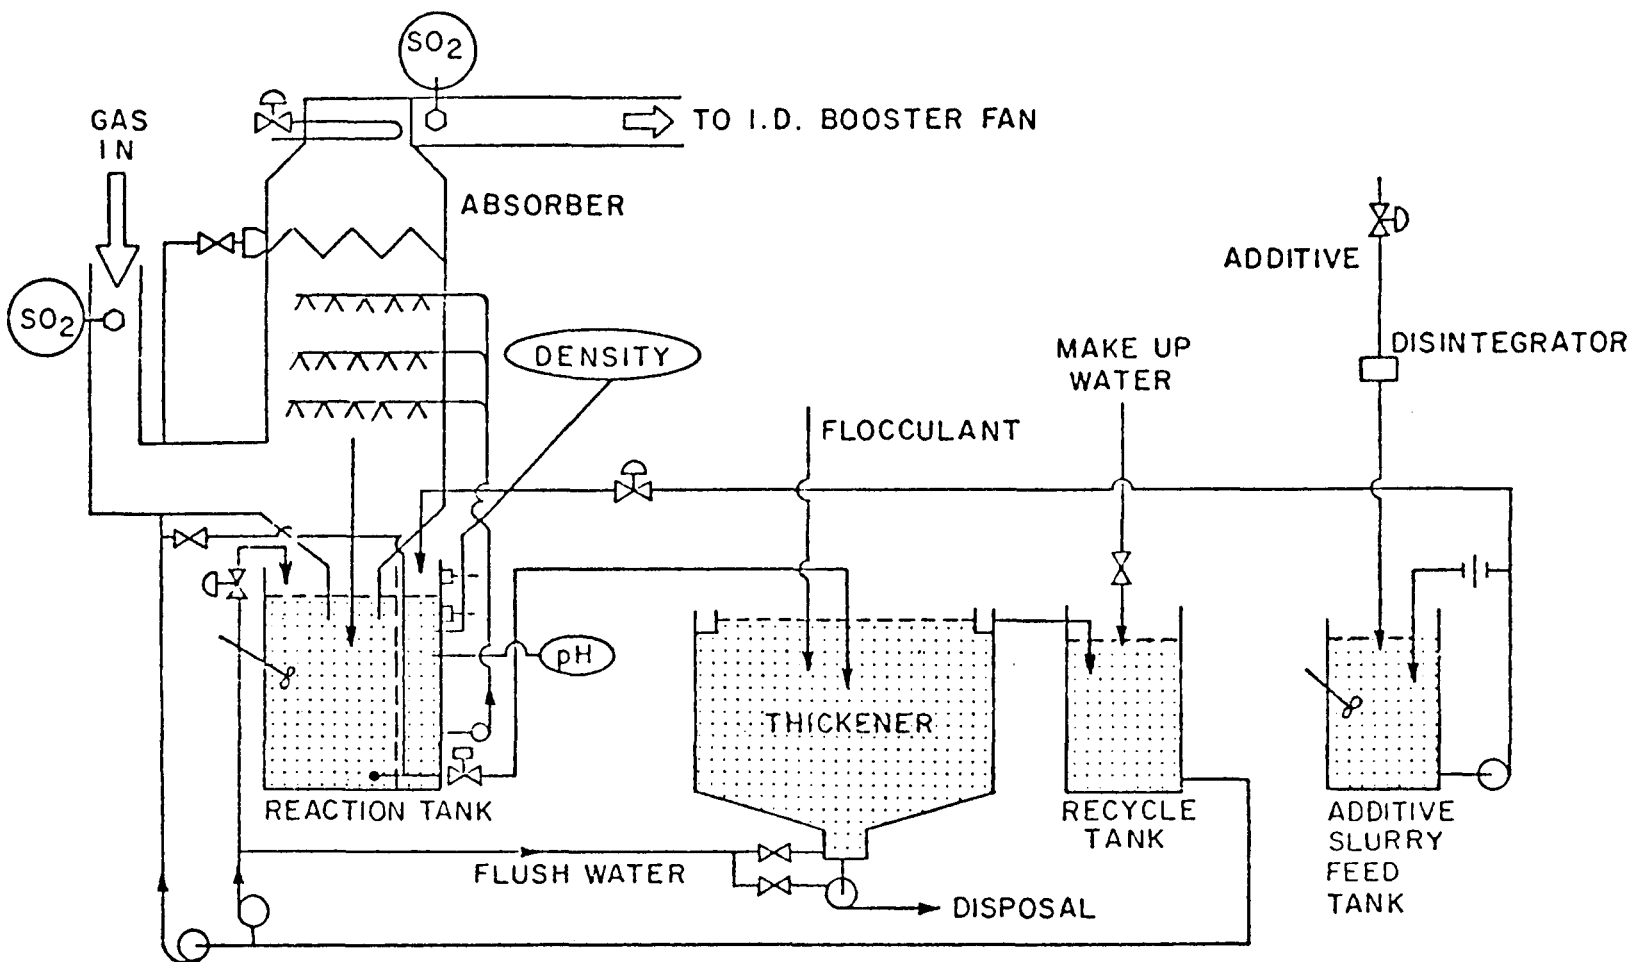 SO2
GAS
IN
TO I.D. BOOSTER FAN
ABSORBER
ADDITIVE
SO2
DENSITY
MAKE UP
WATER
DISINTEGRATOR
FLOCCULANT
pH
THICKENER
REACTION TANK
RECYCLE
TANK
ADDITIVE
SLURRY
FEED
TANK
FLUSH WATER
DISPOSAL